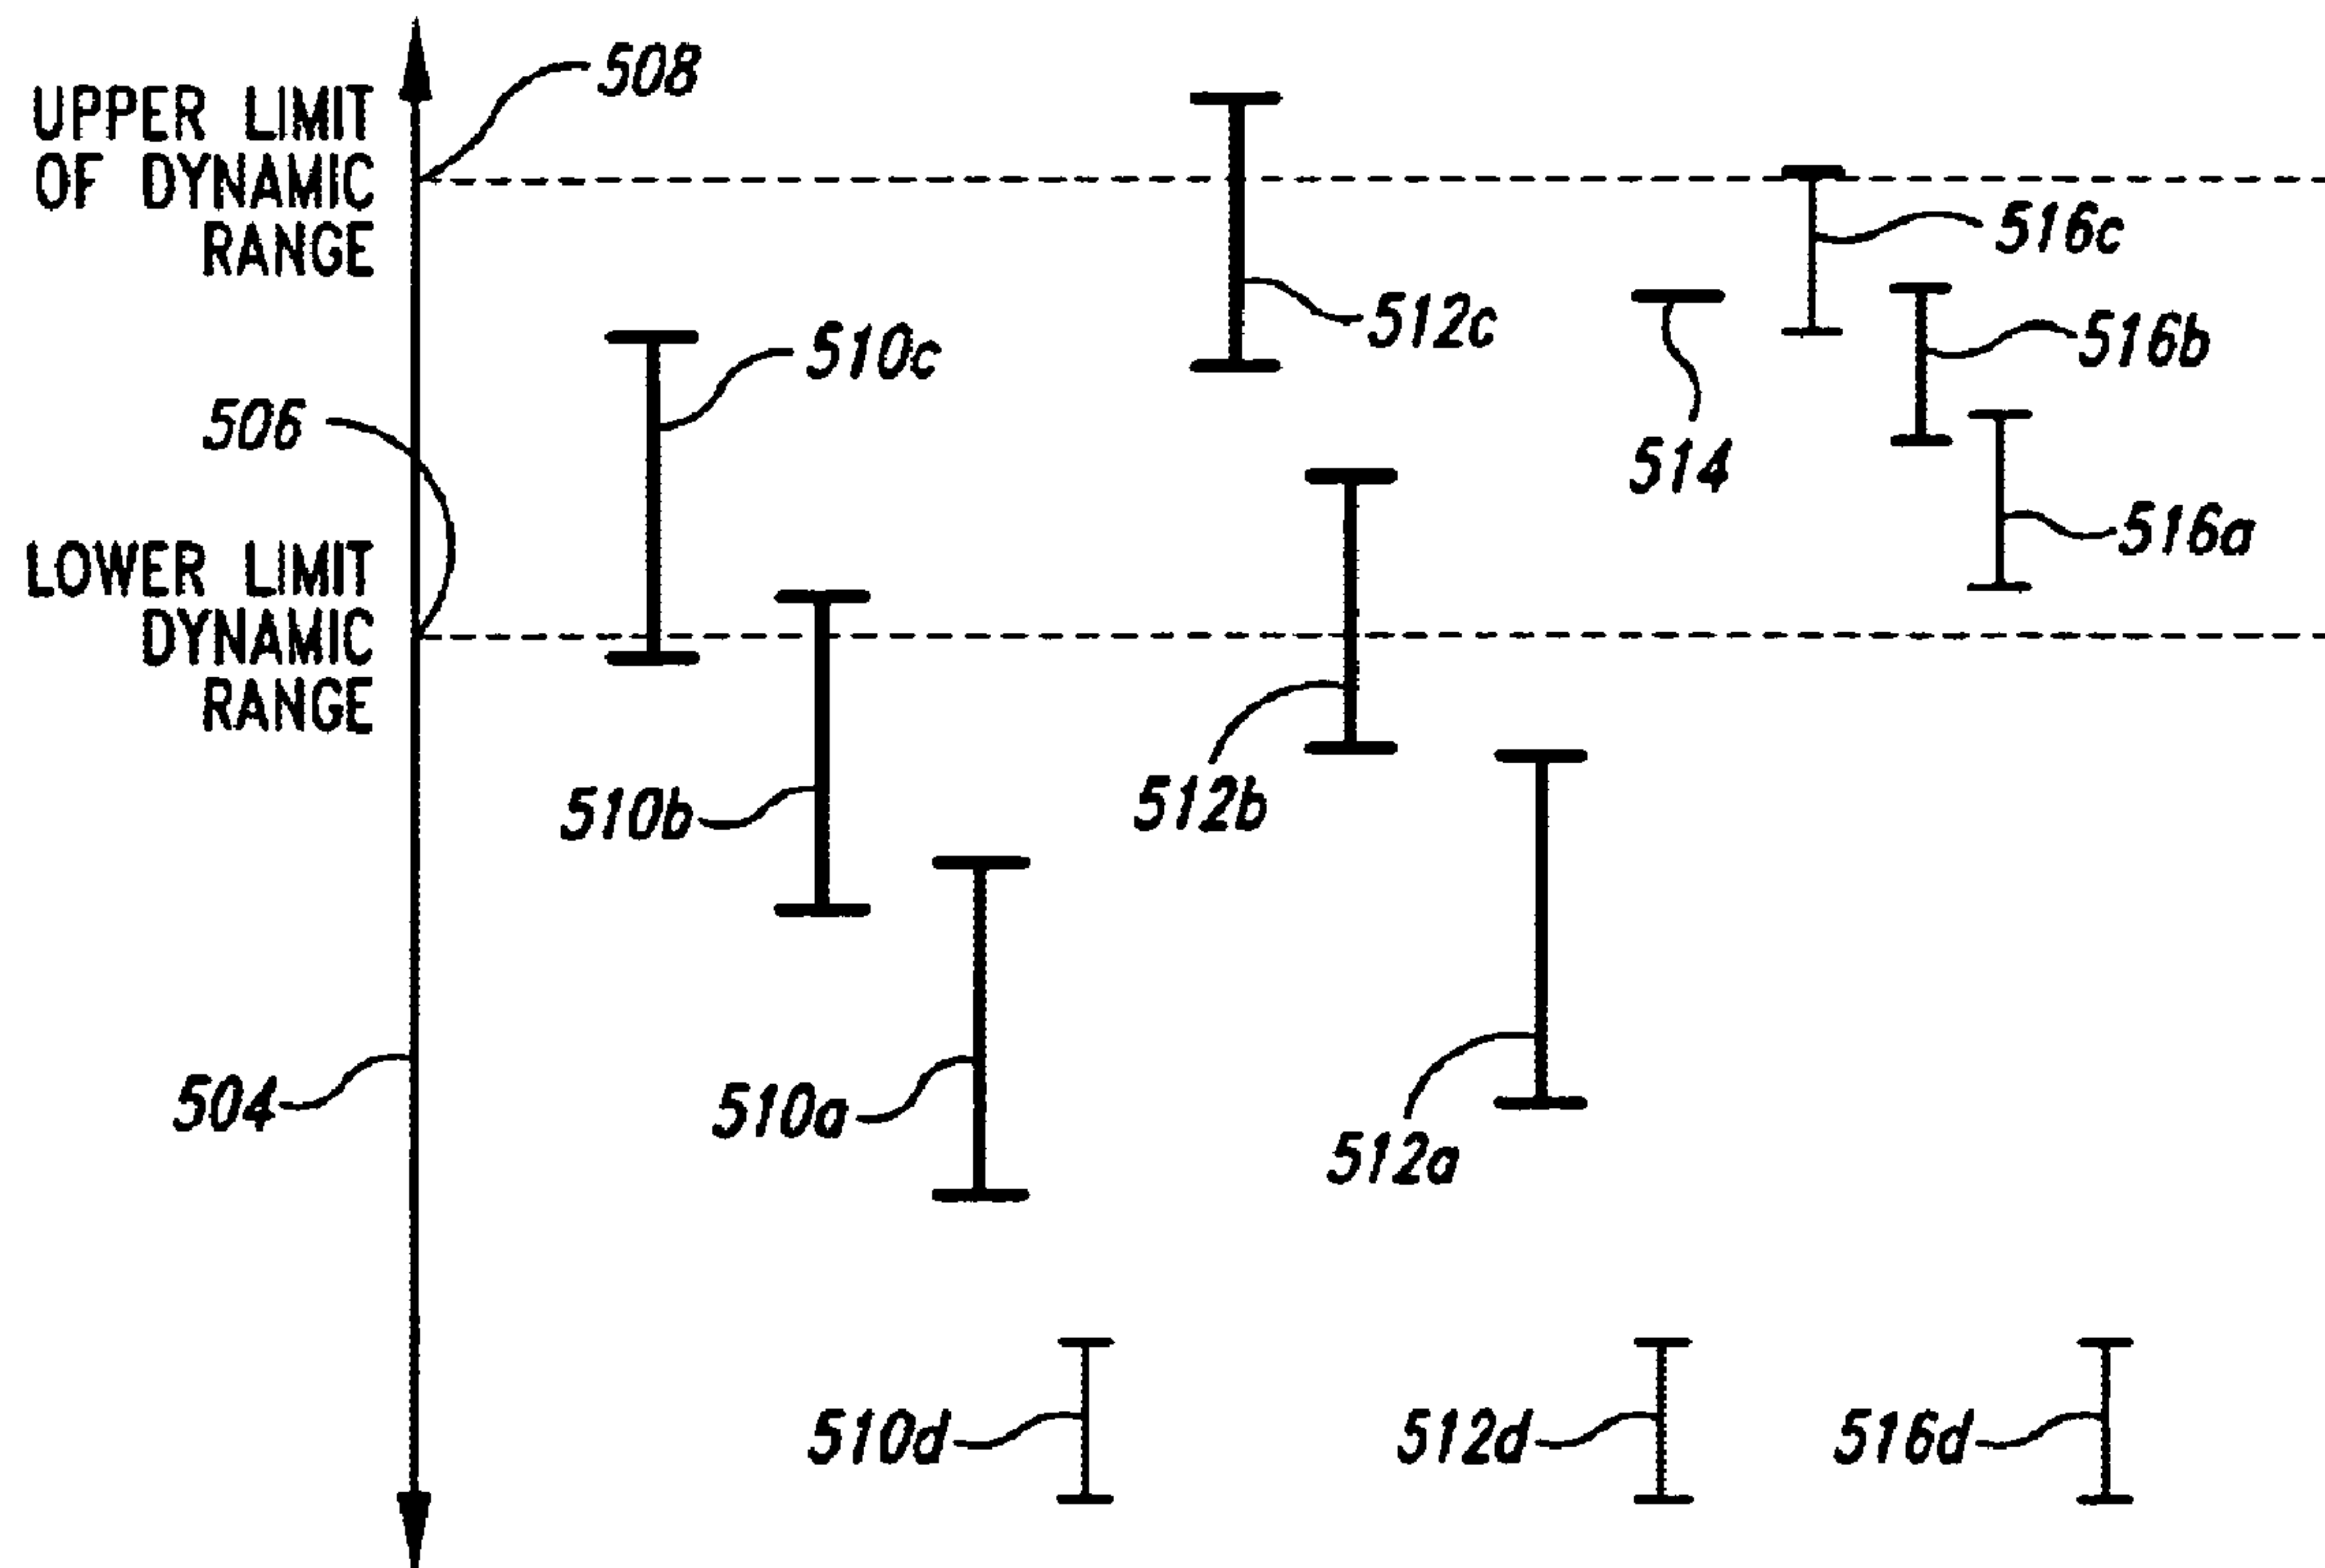 508
UPPER LIMIT
OF DYNAMIC
RANGE
516c
512c
510c
516b
506
514
516a
LOWER LIMIT
DYNAMIC
RANGE
510b
512b
504
510a
512a
510d
512d
516d